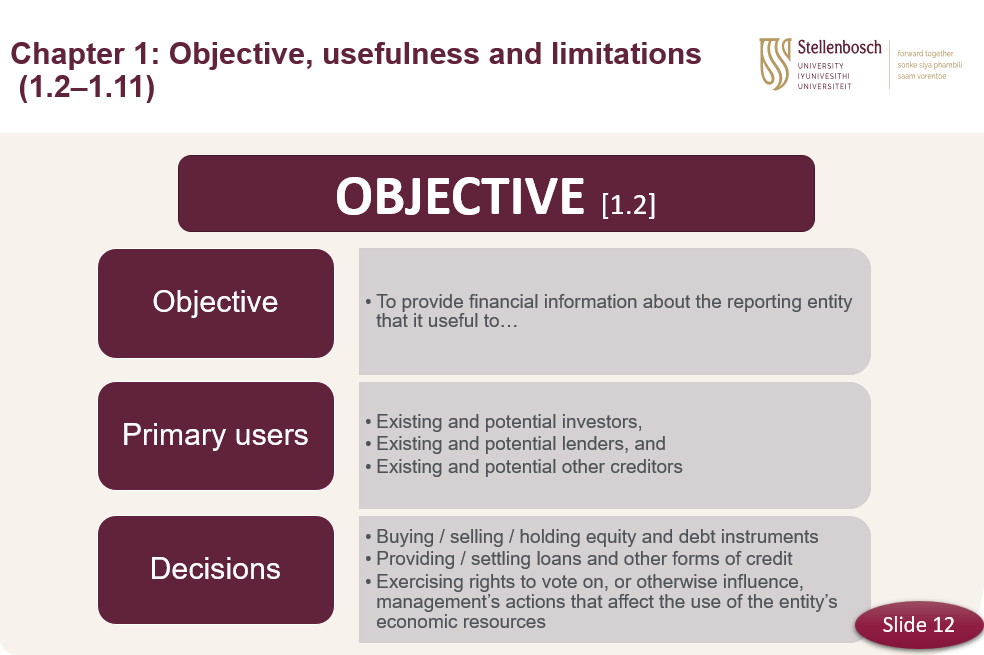 Chapter 1: Objective, usefulness and limitations
(1.2–1.11)
Stellenbosch
UNIVERSITY
IYUNIVESITHI
UNIVERSITEIT
forward together
sonke siya phambili
saam vorentoe
OBJECTIVE [1.2]
Objective
• To provide financial information about the reporting entity
that it useful to…
Primary users
• Existing and potential investors,
• Existing and potential lenders, and
• Existing and potential other creditors
Decisions
• Buying / selling / holding equity and debt instruments
• Providing / settling loans and other forms of credit
• Exercising rights to vote on, or otherwise influence,
management’s actions that affect the use of the entity’s
economic resources
Slide 12